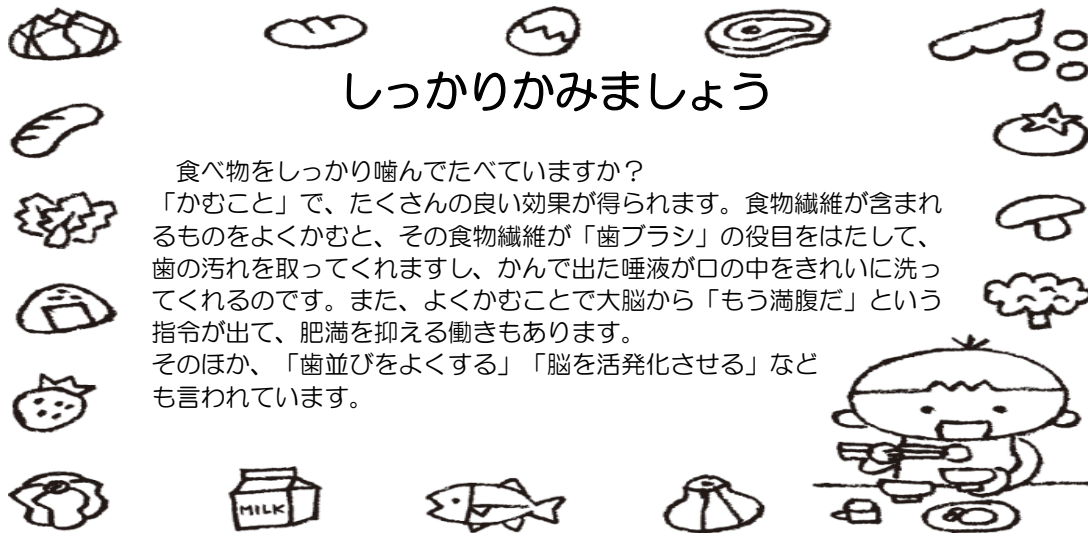 しっかりかみましょう
　食べ物をしっかり噛んでたべていますか？
「かむこと」で、たくさんの良い効果が得られます。食物繊維が含まれ
るものをよくかむと、その食物繊維が「歯ブラシ」の役目をはたして、
歯の汚れを取ってくれますし、かんで出た唾液が口の中をきれいに洗っ
てくれるのです。また、よくかむことで大脳から「もう満腹だ」という
指令が出て、肥満を抑える働きもあります。
そのほか、「歯並びをよくする」「脳を活発化させる」など
も言われています。
MILK